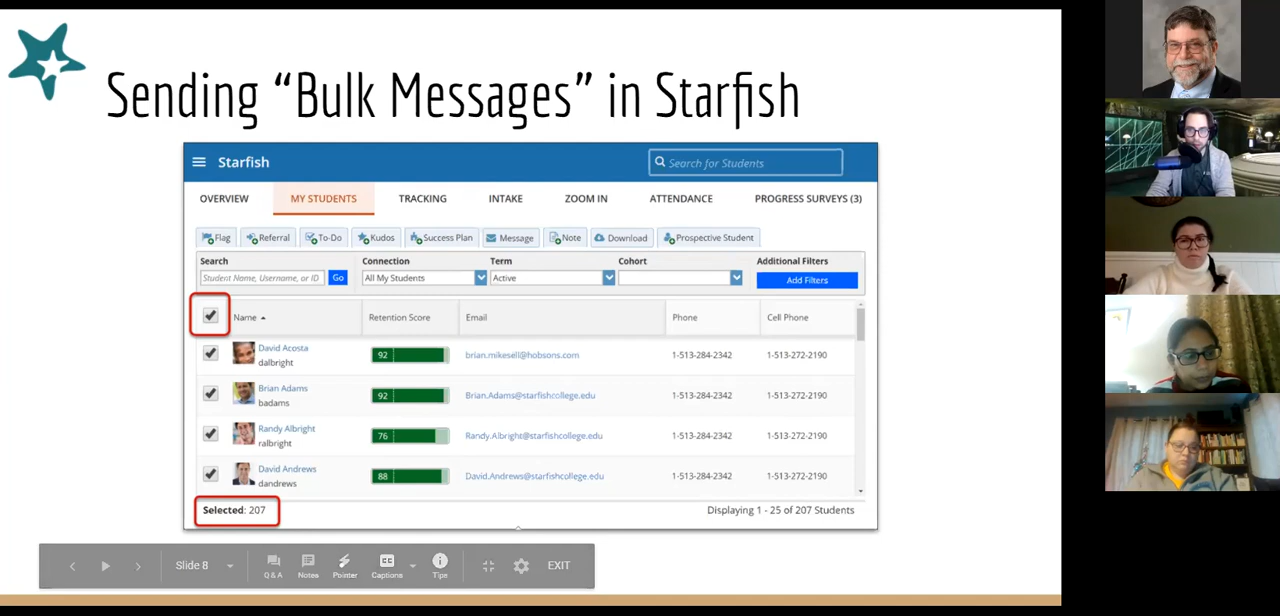 Sending “Bulk Messages” in Starfish
Starfish
Search for Students
OVERVIEW MY STUDENTS TRACKING INTAKE ZOOM IN ATTENDANCE PROGRESS SURVEYS (3)
Flag Referral To-Do Kudos Success Plan Message Note Download Prospective Student
Search Connection Term Cohort Additional Filters
Student Name, Username, or ID Go All My Students Active Add Filters
Name Retention Score Email Phone Cell Phone
David Acosta
dalbright
92 brian.mikesell@hobsons.com 1-513-284-2342 1-513-272-2190
Brian Adams
badams
92 Brian.Adams@starfishcollege.edu 1-513-284-2342 1-513-272-2190
Randy Albright
ralbright
76 Randy.Albright@starfishcollege.edu 1-513-284-2342 1-513-272-2190
David Andrews
dandrews
88 David.Andrews@starfishcollege.edu 1-513-284-2342 1-513-272-2190
Selected: 207 Displaying 1 - 25 of 207 Students
Slide 8 Q & A Notes Pointer CC Captions Tips EXIT